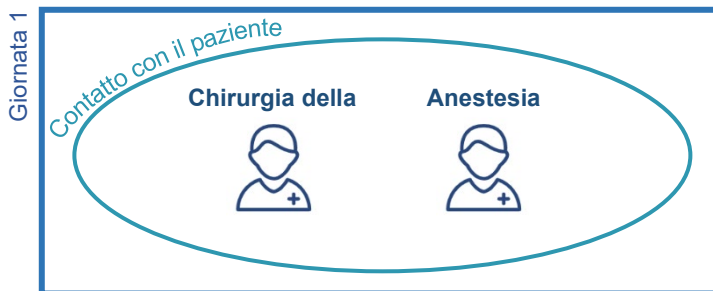 Giornata 1
Contatto con il paziente
Chirurgia della
Anestesia